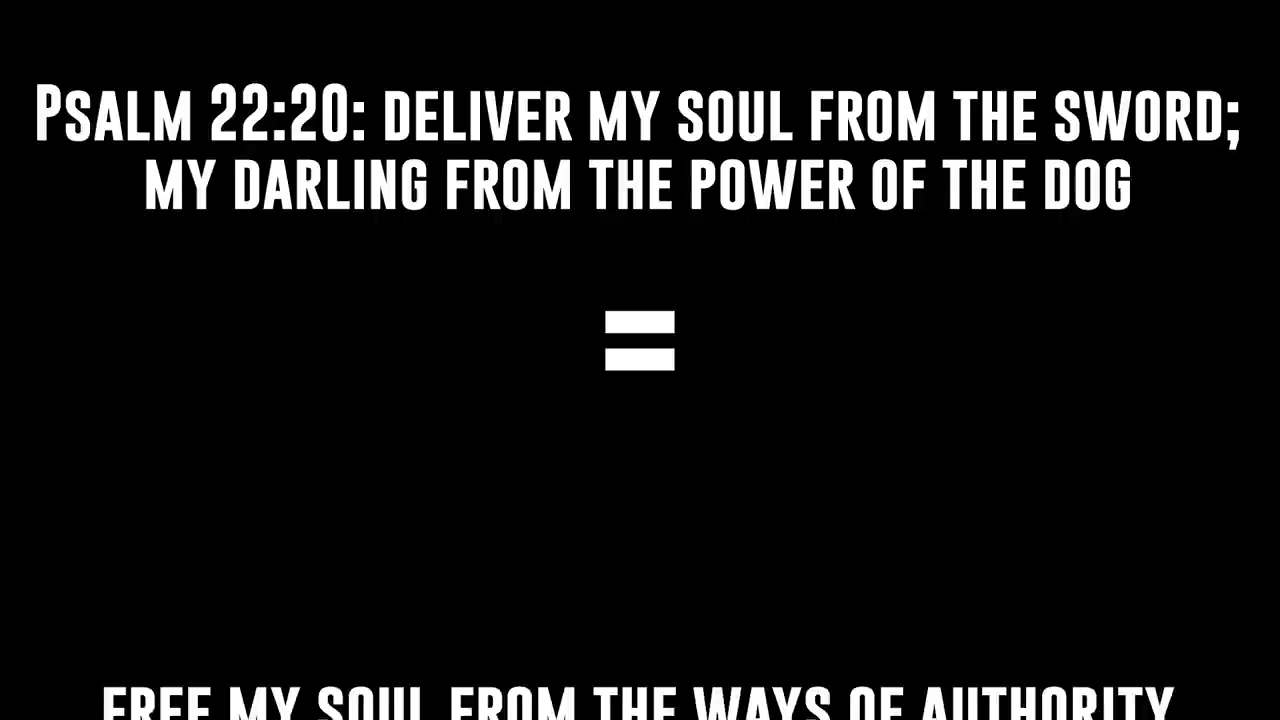 Psalm 22:20: deliver my soul from the sword;
my darling from the power of the dog
=
free my soul from the ways of authority